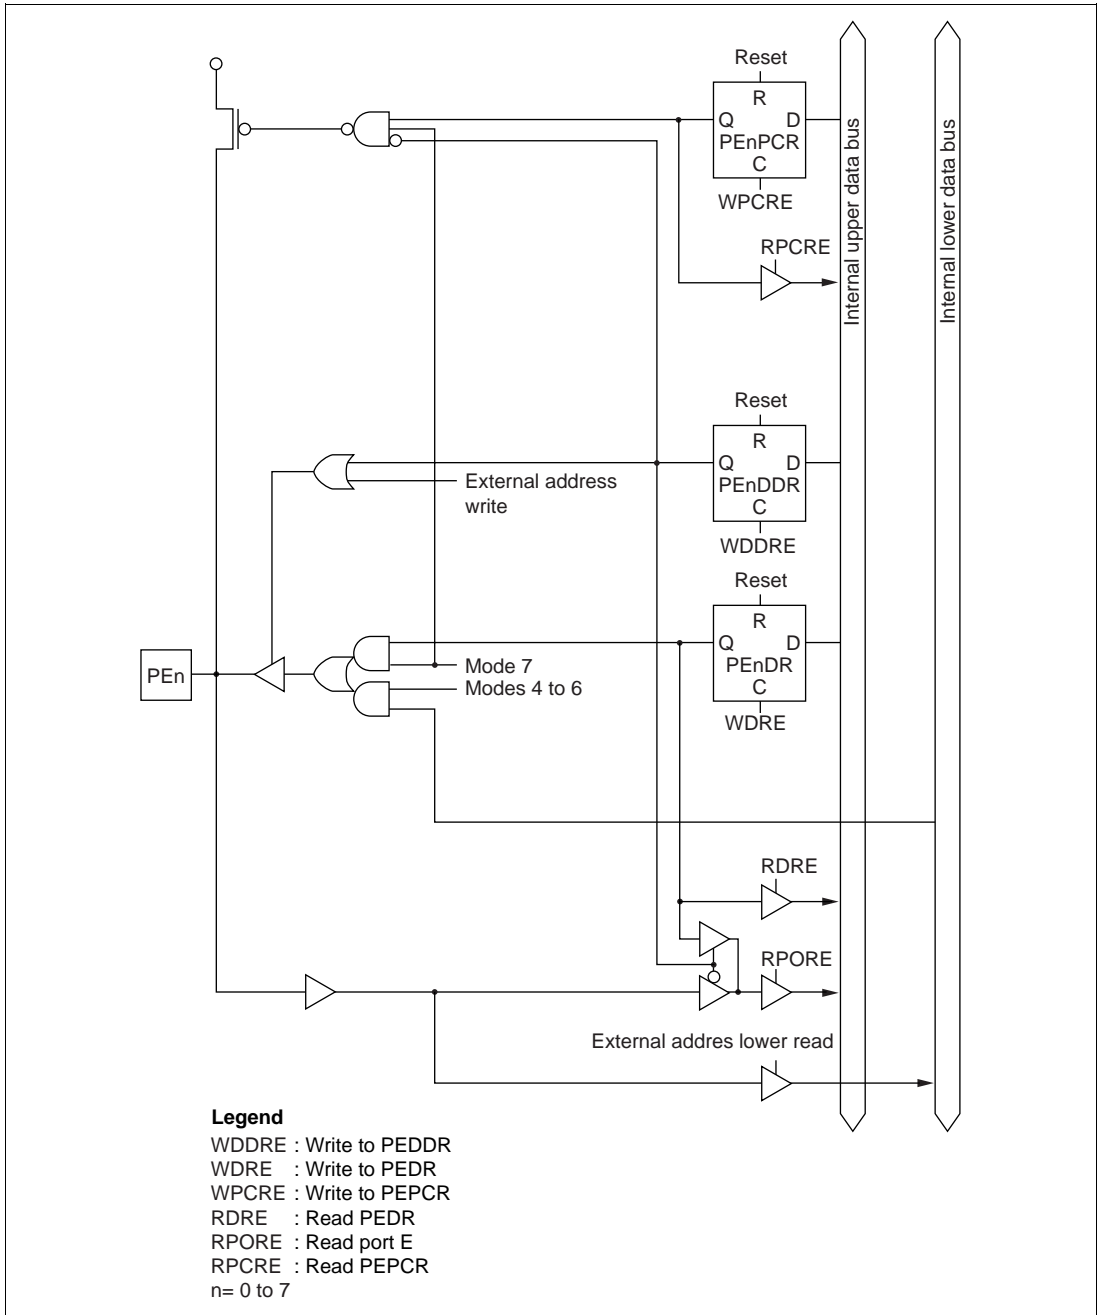 Reset
R
Q D
PEnPCR
C
WPCRE
RPCRE
Internal upper data bus
Internal lower data bus
Reset
R
Q D
PEnDDR
C
WDDRE
External address
write
Reset
R
Q D
PEnDR
C
WDRE
PEn
Mode 7
Modes 4 to 6
RDRE
RPORE
External addres lower read
Legend
WDDRE : Write to PEDDR
WDRE : Write to PEDR
WPCRE : Write to PEPCR
RDRE : Read PEDR
RPORE : Read port E
RPCRE : Read PEPCR
n= 0 to 7